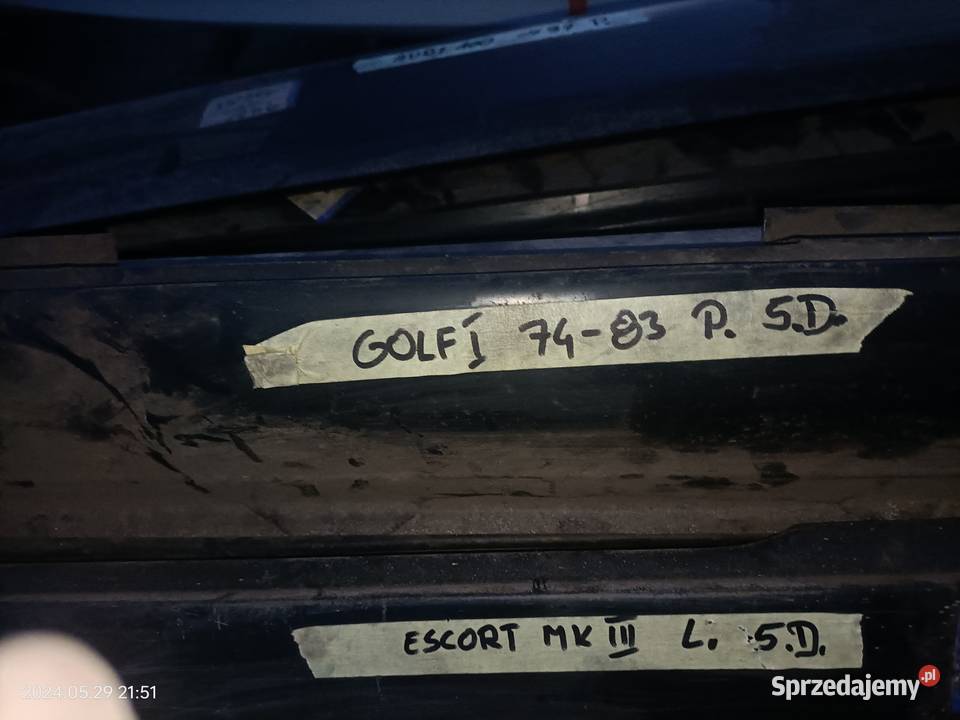 GOLF I 74-83 P. 5.D.
ESCORT MK III L. 5.D.
2024.05.29 21:51
Sprzedajemy.pl